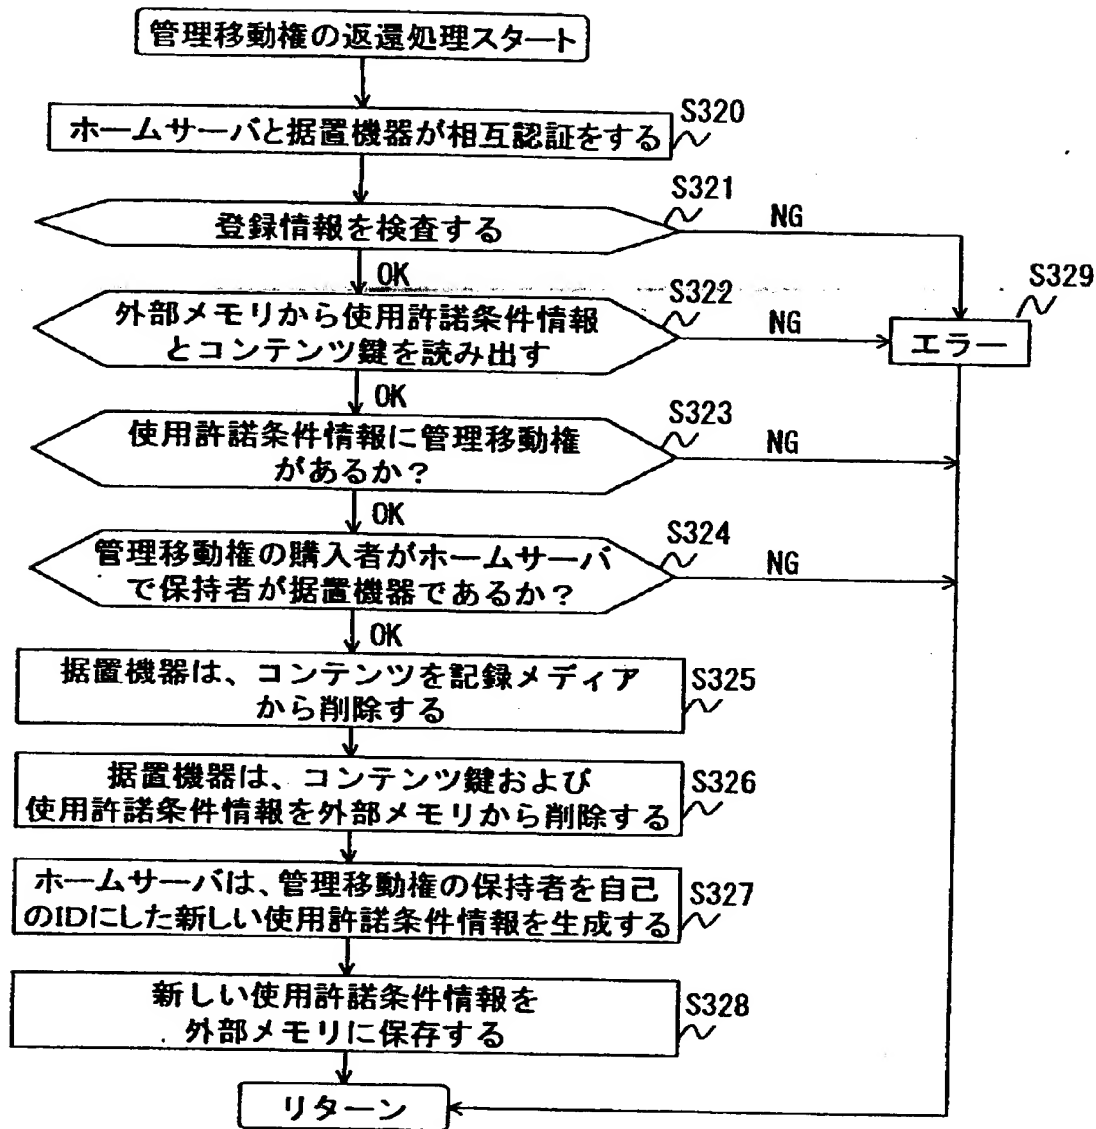 管理移動権の返還処理スタート
S320
ホームサーバと据置機器が相互認証をする
S321
登録情報を検査する
NG
OK
S322
外部メモリから使用許諾条件情報
とコンテンツ鍵を読み出す
NG
S329
エラー
OK
S323
使用許諾条件情報に管理移動権
があるか？
NG
OK
S324
管理移動権の購入者がホームサーバ
で保持者が据置機器であるか？
NG
OK
据置機器は、コンテンツを記録メディア
から削除する
S325
据置機器は、コンテンツ鍵および
使用許諾条件情報を外部メモリから削除する
S326
ホームサーバは、管理移動権の保持者を自己
のIDにした新しい使用許諾条件情報を生成する
S327
新しい使用許諾条件情報を
外部メモリに保存する
S328
リターン